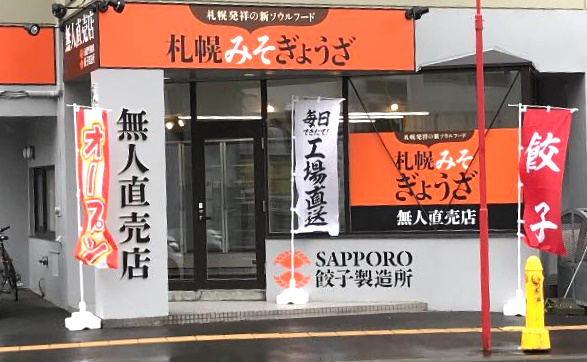 札幌発祥の新ソウルフード
札幌みそぎょうざ
無人直売店
オープン
無人直売店
毎日
できたて!
工場直送
札幌発祥の新ソウルフード
札幌みそ
ぎょうざ
無人直売店
餃子
SAPPORO
餃子製造所